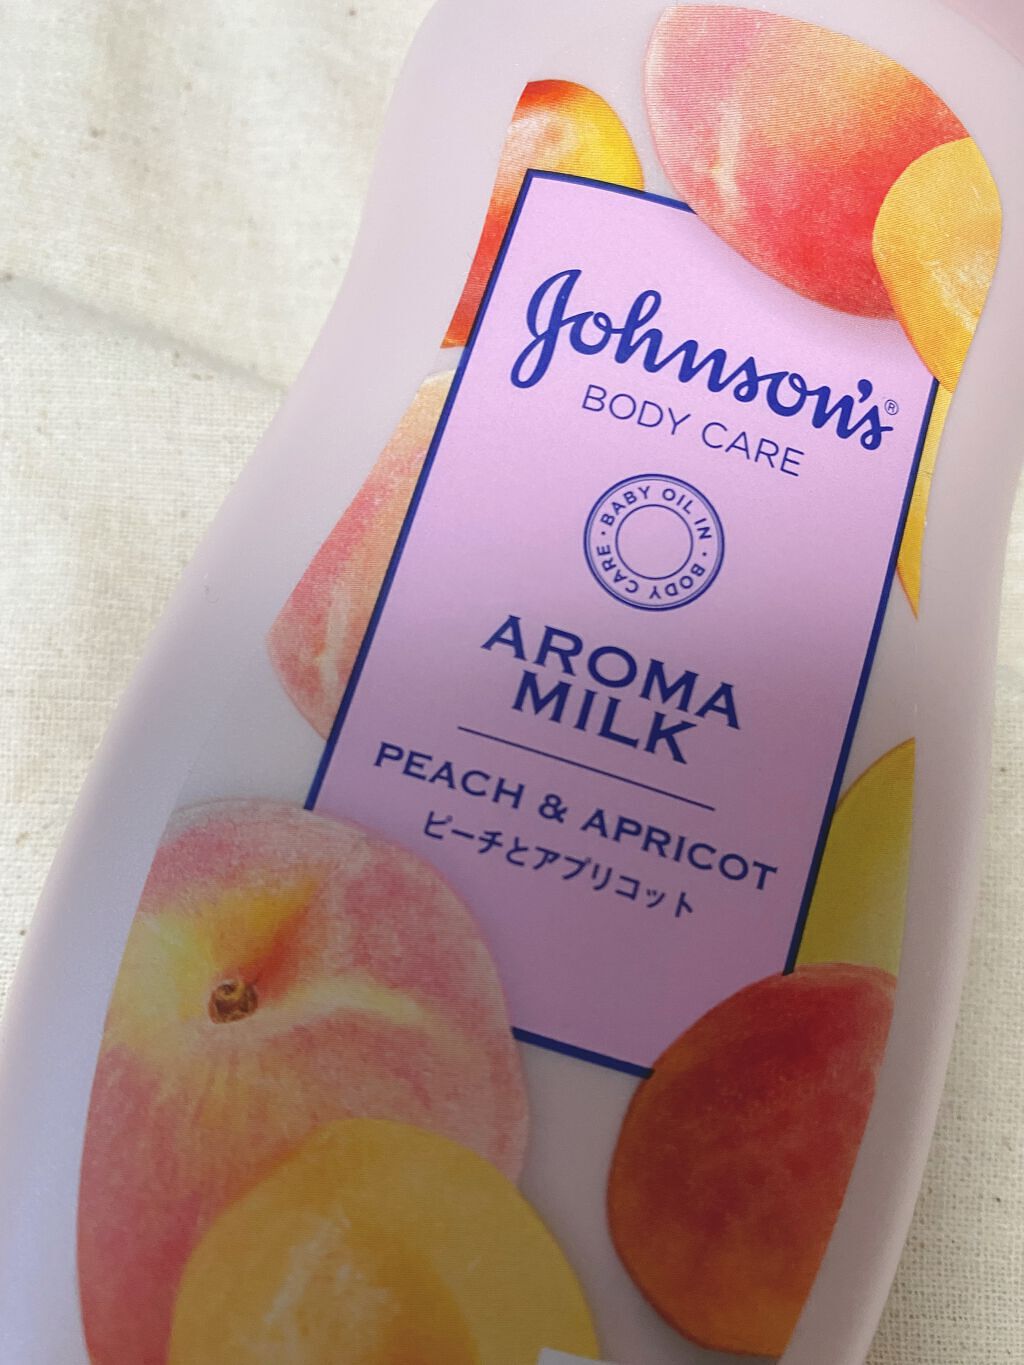 Johnson's®
BODY CARE
BABY OIL IN · BODY CARE ·
AROMA
MILK
PEACH & APRICOT
ピーチとアプリコット